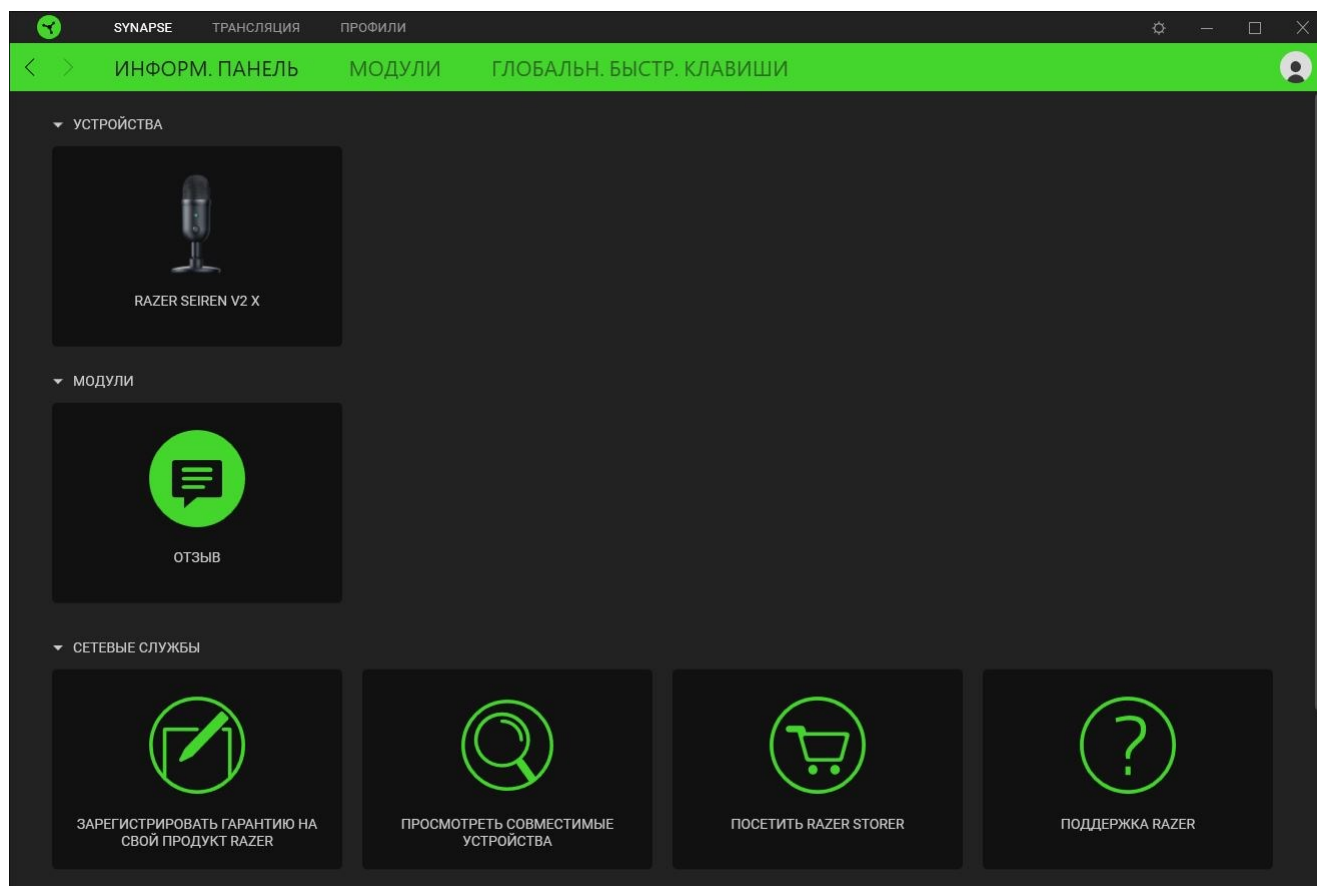 SYNAPSE ТРАНСЛЯЦИЯ ПРОФИЛИ
ИНФОРМ. ПАНЕЛЬ МОДУЛИ ГЛОБАЛЬН. БЫСТР. КЛАВИШИ
УСТРОЙСТВА
RAZER SEIREN V2 X
МОДУЛИ
ОТЗЫВ
СЕТЕВЫЕ СЛУЖБЫ
ЗАРЕГИСТРИРОВАТЬ ГАРАНТИЮ НА
СВОЙ ПРОДУКТ RAZER
ПРОСМОТРЕТЬ СОВМЕСТИМЫЕ
УСТРОЙСТВА
ПОСЕТИТЬ RAZER STORER
ПОДДЕРЖКА RAZER